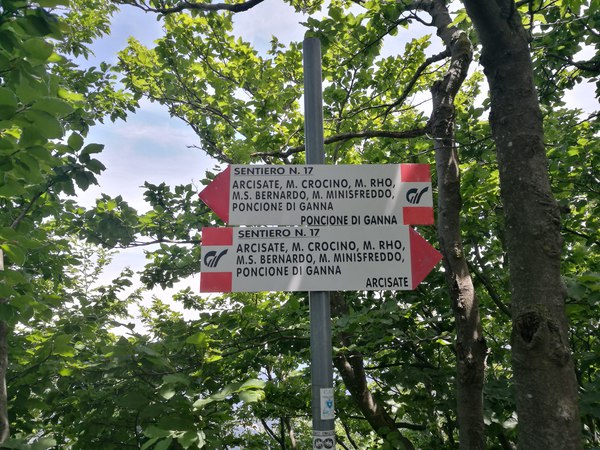 SENTIERO N. 17
ARCISATE, M. CROCINO, M. RHO,
M.S. BERNARDO, M. MINISFREDDO,
PONCIONE DI GANNA
PONCIONE DI GANNA
SENTIERO N. 17
ARCISATE, M. CROCINO, M. RHO,
M.S. BERNARDO, M. MINISFREDDO,
PONCIONE DI GANNA
ARCISATE